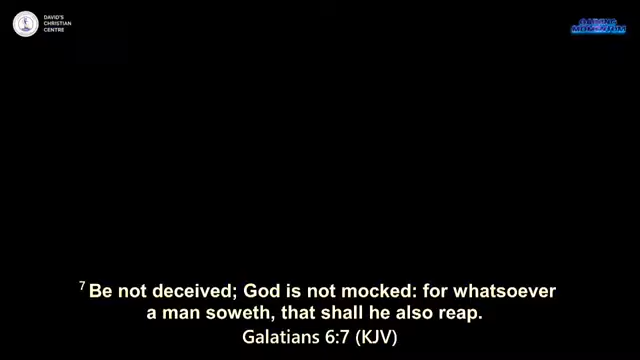 DAVID'S
CHRISTIAN
CENTRE
7 Be not deceived; God is not mocked: for whatsoever
a man soweth, that shall he also reap.
Galatians 6:7 (KJV)